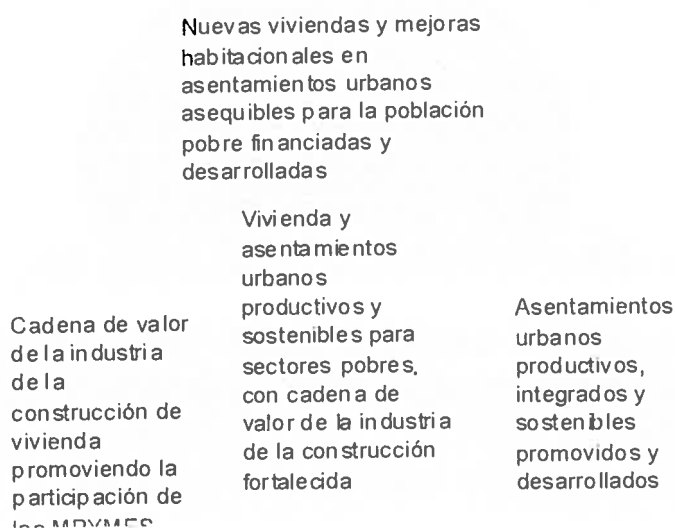 Nuevas viviendas y mejoras
habitacionales en
asentamientos urbanos
asequibles para la población
pobre financiadas y
desarrolladas
Vivienda y
asentamientos
urbanos
productivos y
sostenibles para
sectores pobres,
con cadena de
valor de la industria
de la construcción
fortalecida
Cadena de valor
de la industria
de la
construcción de
vivienda
promoviendo la
participación de
las MPYMES
Asentamientos
urbanos
productivos,
integrados y
sostenibles
promovidos y
desarrollados